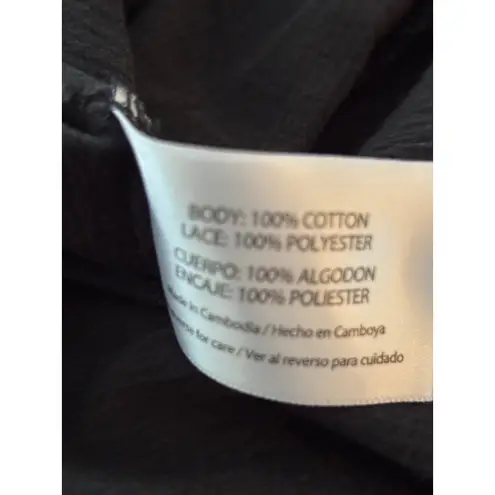 BODY: 100% COTTON
LACE: 100% POLYESTER
CUERPO: 100% ALGODON
ENCAJE: 100% POLIESTER
Made in Cambodia / Hecho en Camboya
for care / Ver al reverso para cuidado